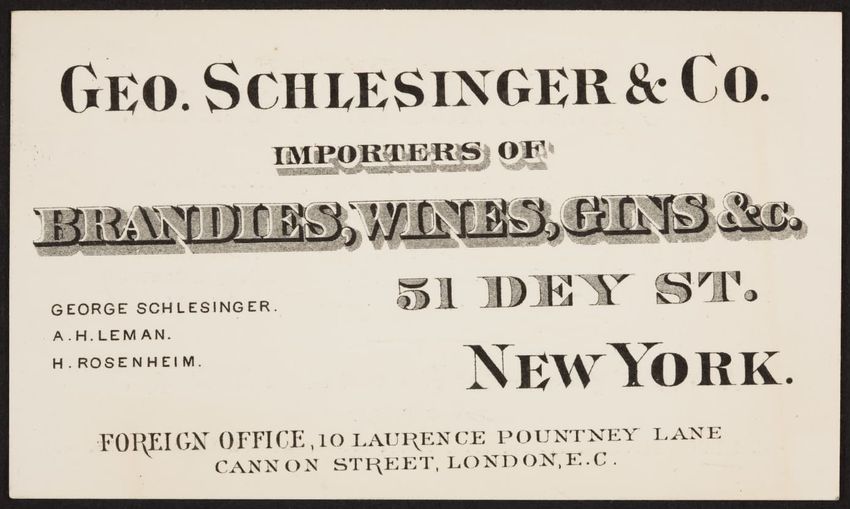 GEO. SCHLESINGER & CO.
IMPORTERS OF
BRANDIES, WINES, GINS &c.
51 DEY ST.
NEW YORK.
GEORGE SCHLESINGER.
A.H. LEMAN.
H. ROSENHEIM.
FOREIGN OFFICE, 10 LAURENCE POUNTNEY LANE
CANNON STREET, LONDON, E.C.